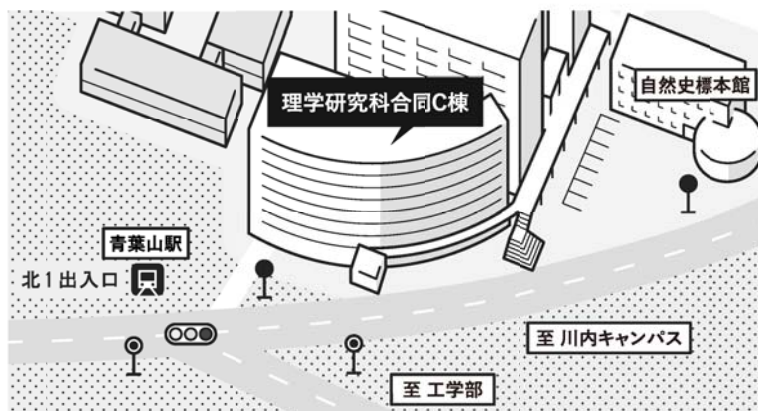 理学研究科合同C棟
自然史標本館
青葉山駅
北1出入口
至 川内キャンパス
至 工学部